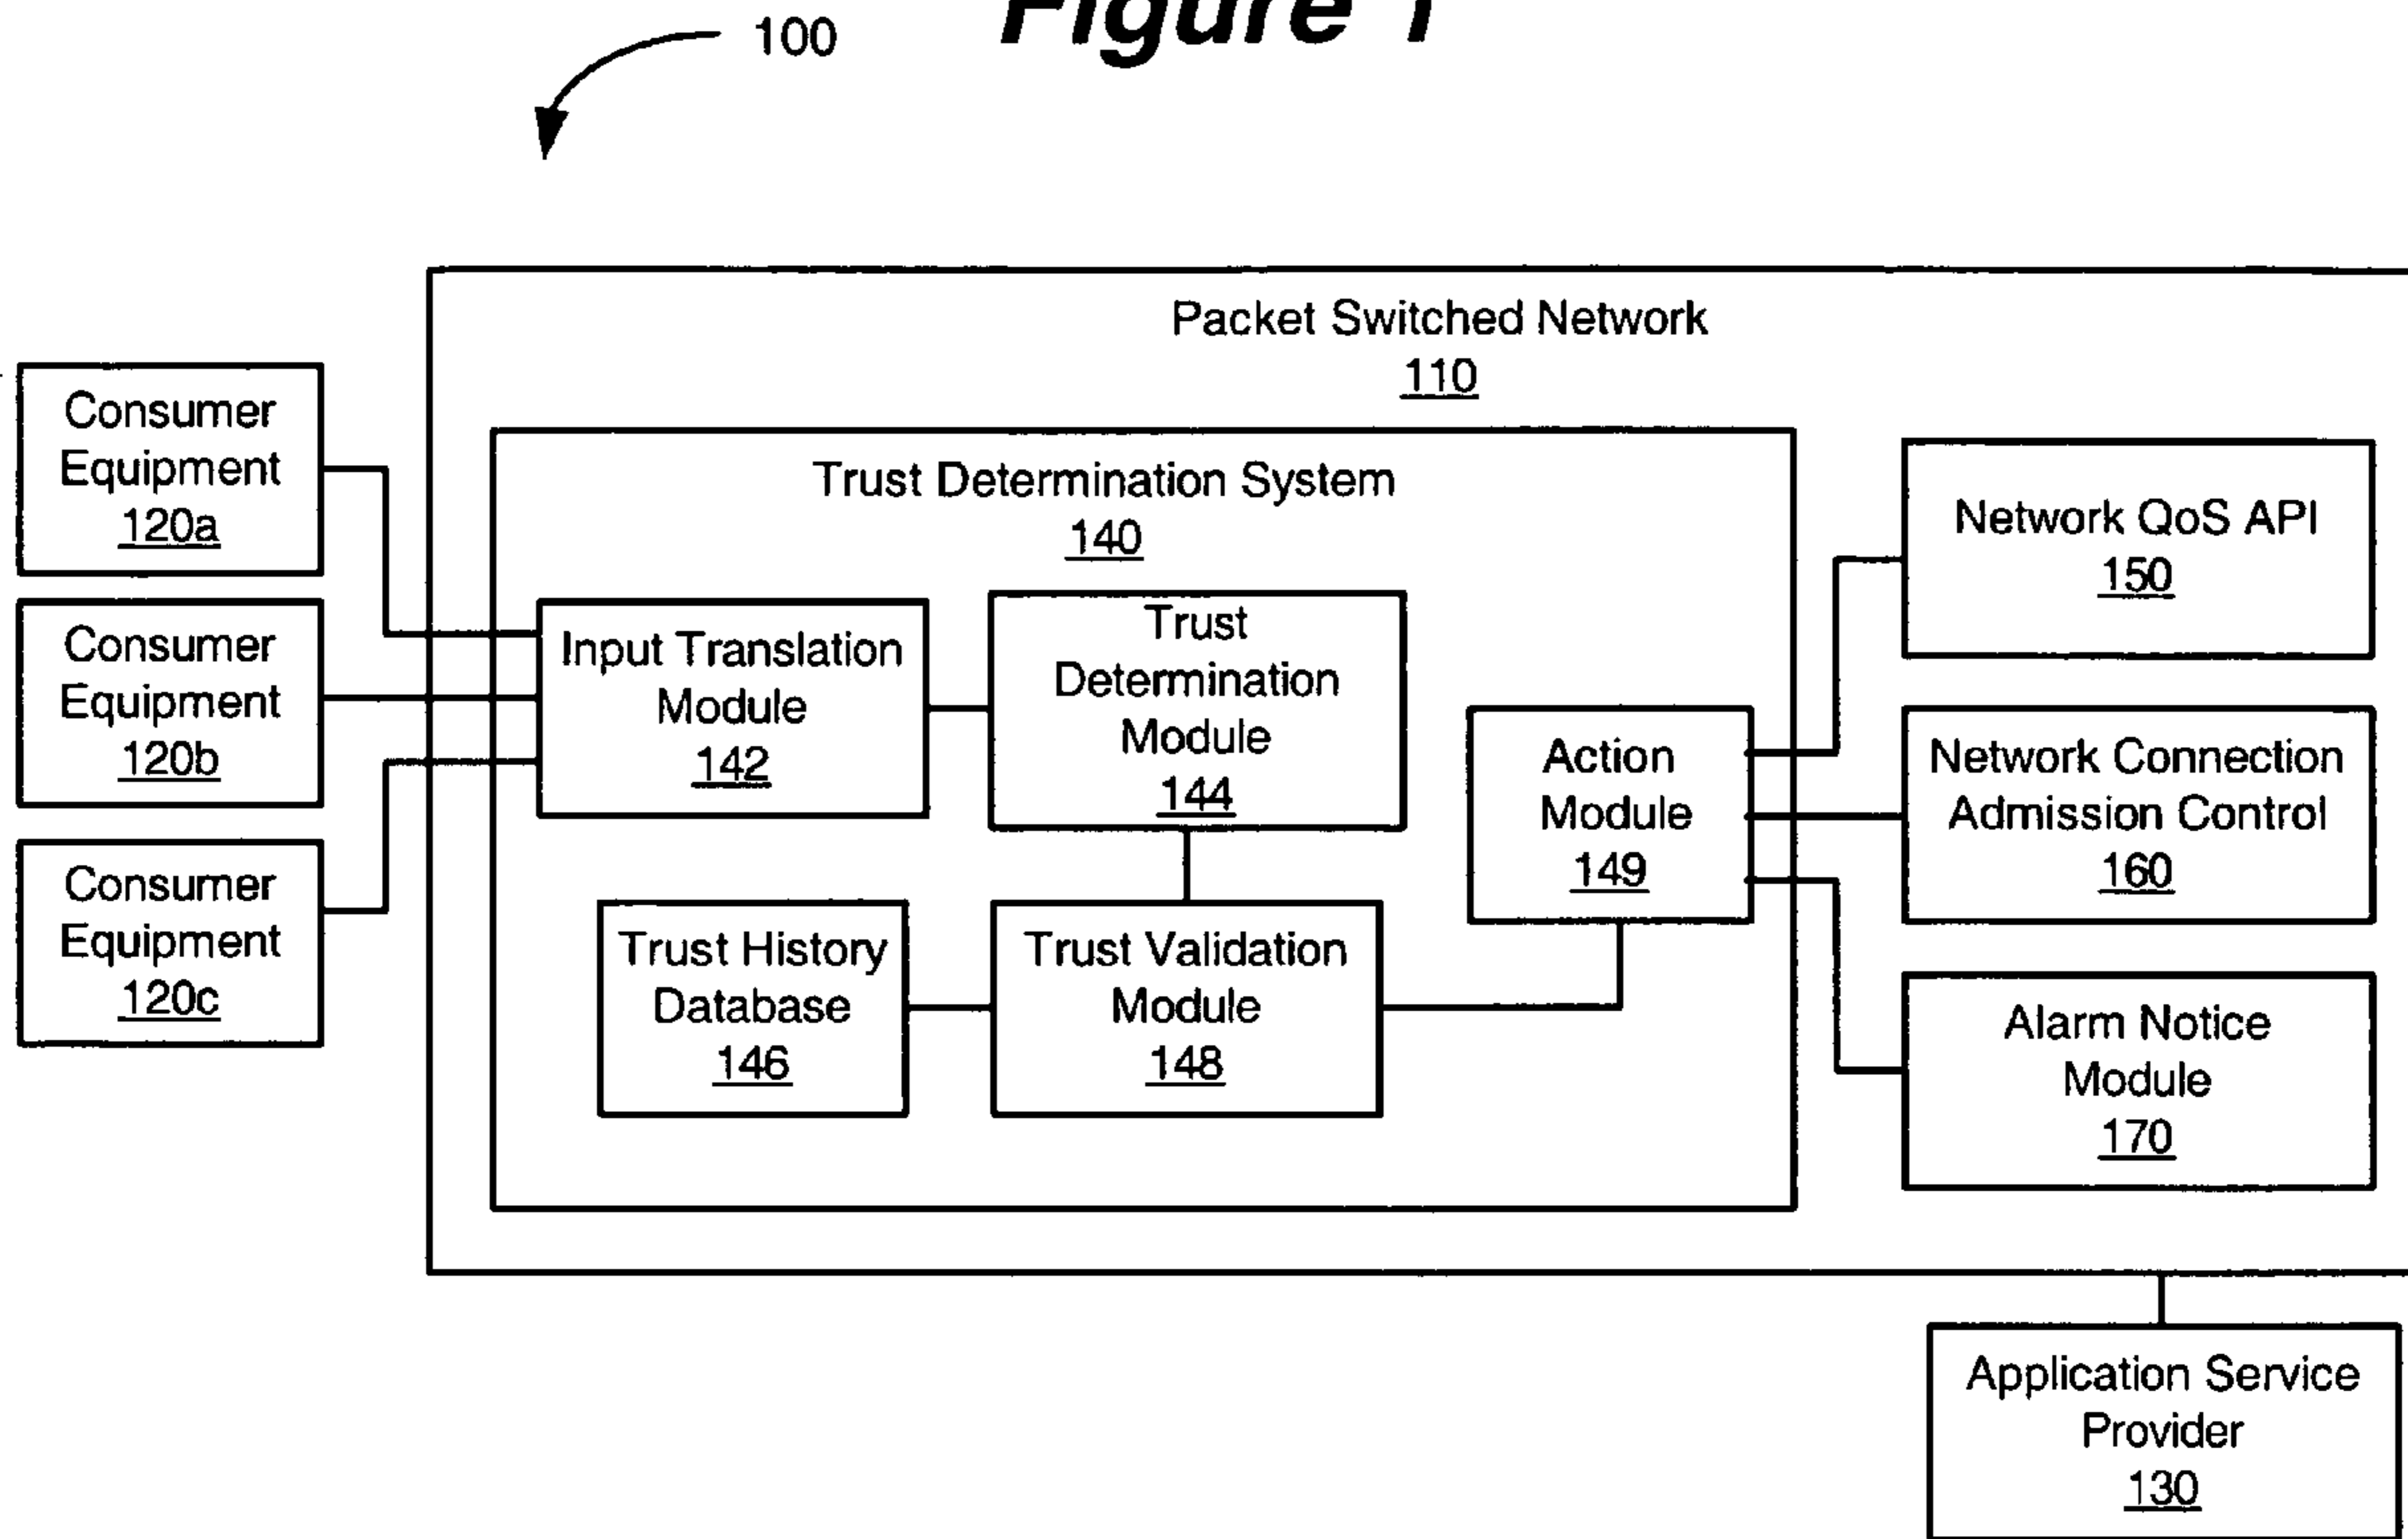 Figure 1
100
Packet Switched Network
110
Consumer
Equipment
120a
Consumer
Equipment
120b
Consumer
Equipment
120c
Trust Determination System
140
Input Translation
Module
142
Trust
Determination
Module
144
Trust History
Database
146
Trust Validation
Module
148
Action
Module
149
Network QoS API
150
Network Connection
Admission Control
160
Alarm Notice
Module
170
Application Service
Provider
130